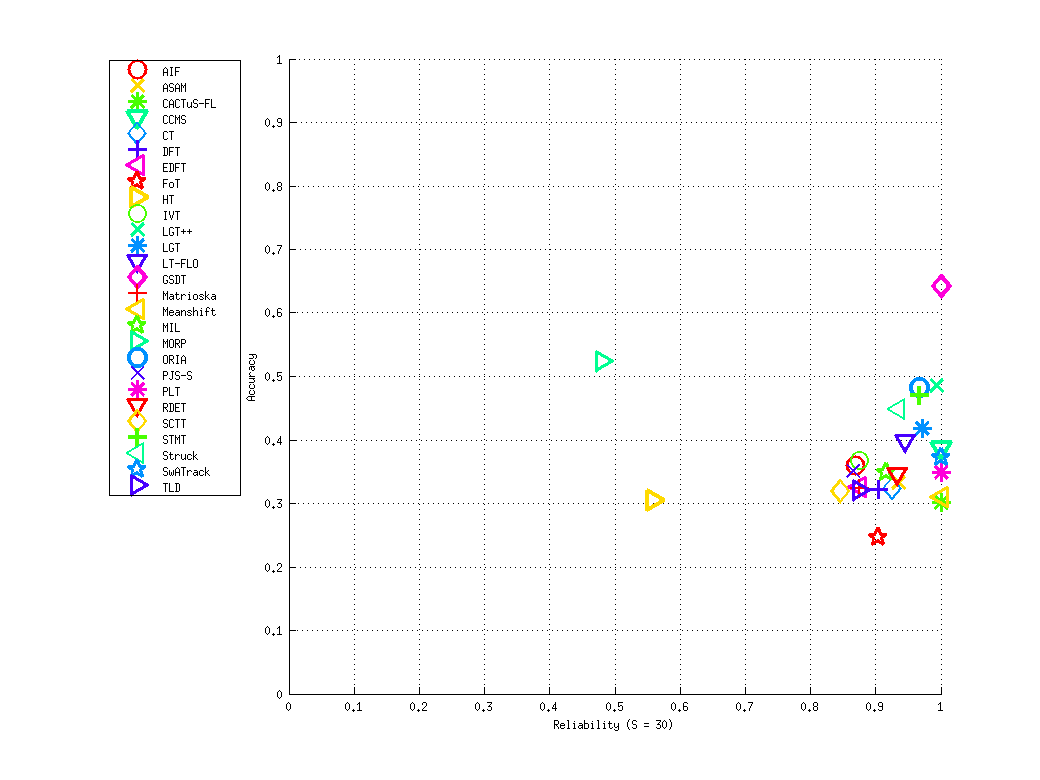 AIF
ASAM
CACTuS-FL
CCMS
CT
DFT
EDFT
FoT
HT
IVT
LGT++
LGT
LT-FLO
GSDT
Matrioska
Meanshift
MIL
MORP
ORIA
PJS-S
PLT
RDET
SCTT
STMT
Struck
SwATrack
TLD
Accuracy
1
0.9
0.8
0.7
0.6
0.5
0.4
0.3
0.2
0.1
0
0 0.1 0.2 0.3 0.4 0.5 0.6 0.7 0.8 0.9 1
Reliability (S = 30)